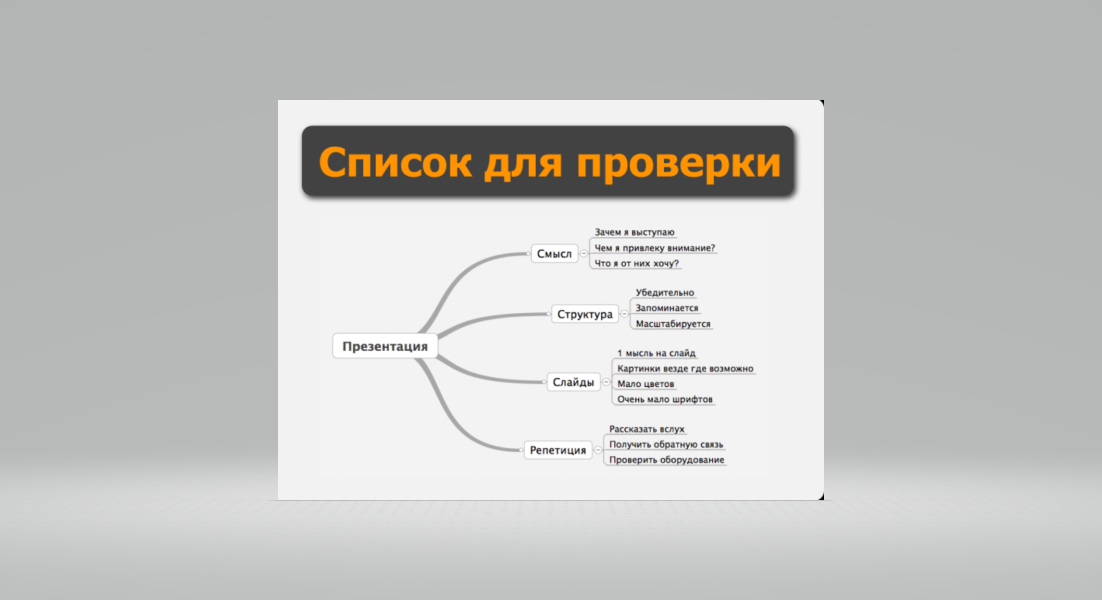 Список для проверки
Презентация
Смысл
Зачем я выступаю
Чем я привлеку внимание?
Что я от них хочу?
Структура
Убедительно
Запоминается
Масштабируется
Слайды
1 мысль на слайд
Картинки везде где возможно
Мало цветов
Очень мало шрифтов
Репетиция
Рассказать вслух
Получить обратную связь
Проверить оборудование